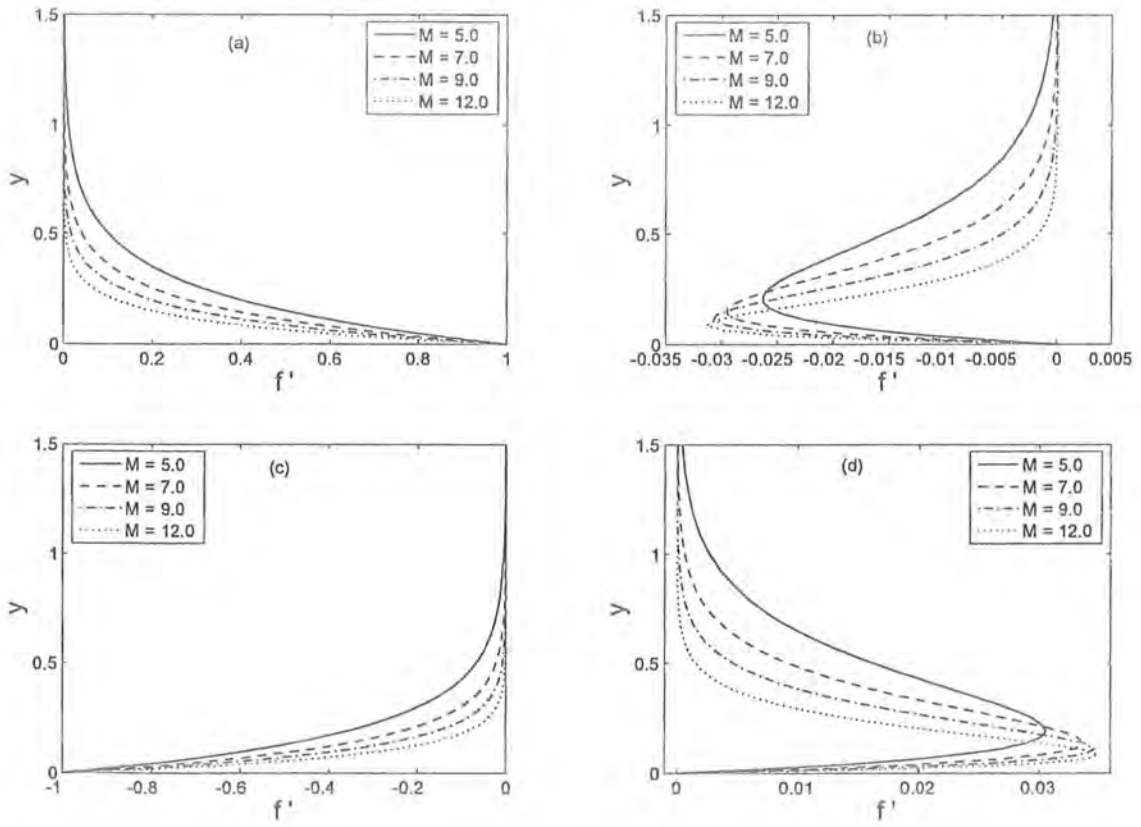 1.5
(a)
M = 5.0
M = 7.0
M = 9.0
M = 12.0
1
y
0.5
0
0 0.2 0.4 0.6 0.8 1
f '
1.5
M = 5.0
M = 7.0
M = 9.0
M = 12.0
(b)
1
y
0.5
0
-0.035 -0.03 -0.025 -0.02 -0.015 -0.01 -0.005 0 0.005
f '
1.5
M = 5.0
M = 7.0
M = 9.0
M = 12.0
(c)
1
y
0.5
0
-1 -0.8 -0.6 -0.4 -0.2 0
f '
1.5
(d)
M = 5.0
M = 7.0
M = 9.0
M = 12.0
1
y
0.5
0
0 0.01 0.02 0.03
f '